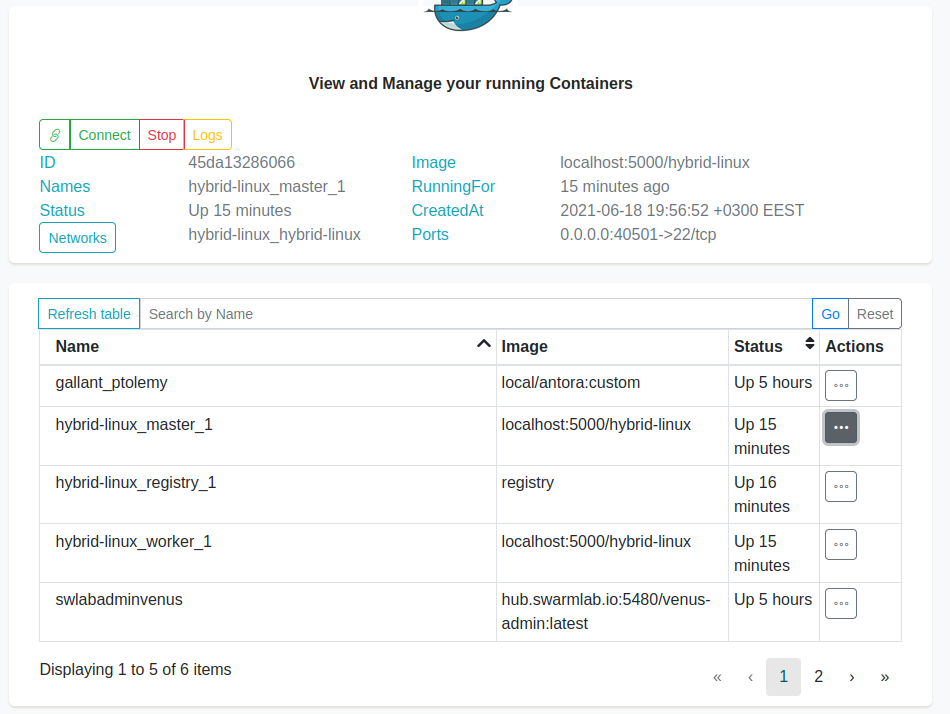 View and Manage your running Containers
Connect Stop Logs
ID 45da13286066 Image localhost:5000/hybrid-linux
Names hybrid-linux_master_1 RunningFor 15 minutes ago
Status Up 15 minutes CreatedAt 2021-06-18 19:56:52 +0300 EEST
Networks hybrid-linux_hybrid-linux Ports 0.0.0.0:40501->22/tcp
Refresh table Search by Name Go Reset
Name Image Status Actions
gallant_ptolemy local/antora:custom Up 5 hours
hybrid-linux_master_1 localhost:5000/hybrid-linux Up 15
minutes
hybrid-linux_registry_1 registry Up 16
minutes
hybrid-linux_worker_1 localhost:5000/hybrid-linux Up 15
minutes
swlabadminvenus hub.swarmlab.io:5480/venus- Up 5 hours
admin:latest
Displaying 1 to 5 of 6 items « ‹ 1 2 › »